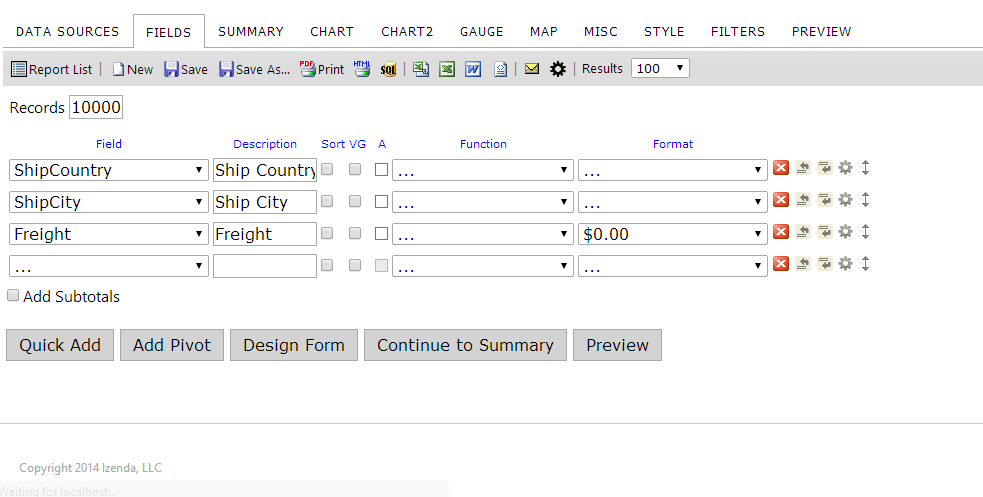 DATA SOURCES FIELDS SUMMARY CHART CHART2 GAUGE MAP MISC STYLE FILTERS PREVIEW
Report List | New Save Save As... PDF Print HTML SQL | | Results 100
Records 10000
Field Description Sort VG A Function Format
ShipCountry Ship Country ... ...
ShipCity Ship City ... ...
Freight Freight ... $0.00
... ... ...
Add Subtotals
Quick Add Add Pivot Design Form Continue to Summary Preview
Copyright 2014 Izenda, LLC
Waiting for localhost...